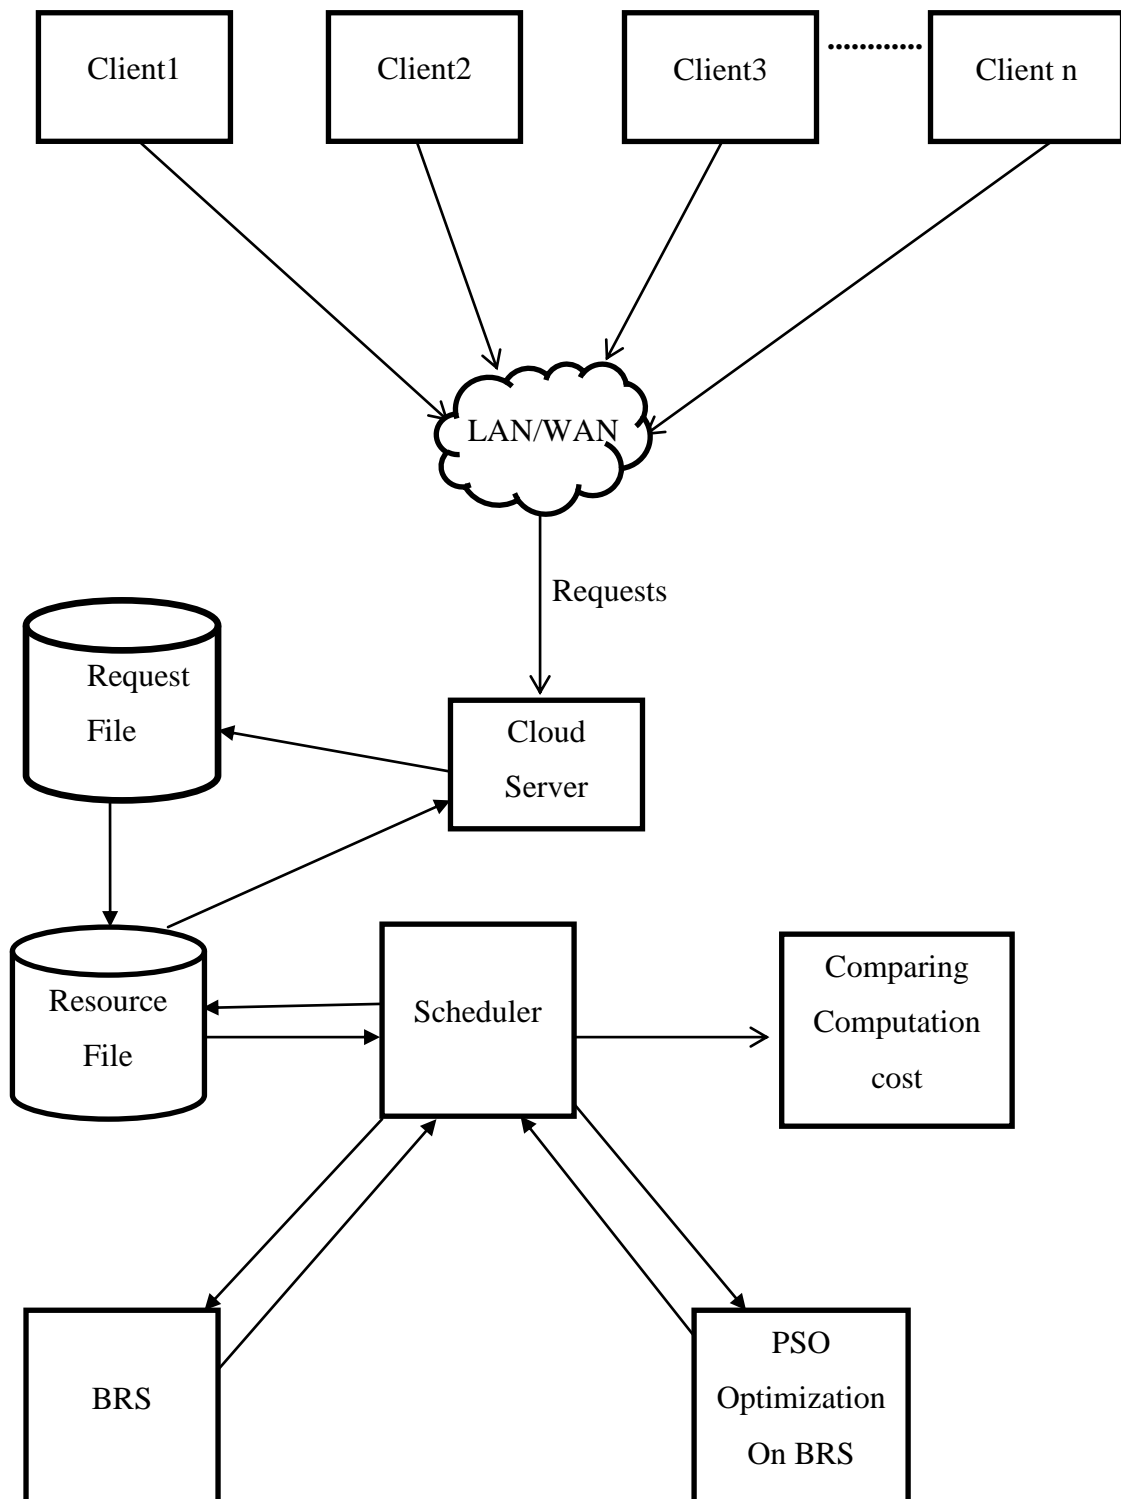 Client1
Client2
Client3
Client n
LAN/WAN
Requests
Request
File
Cloud
Server
Resource
File
Scheduler
Comparing
Computation
cost
BRS
PSO
Optimization
On BRS